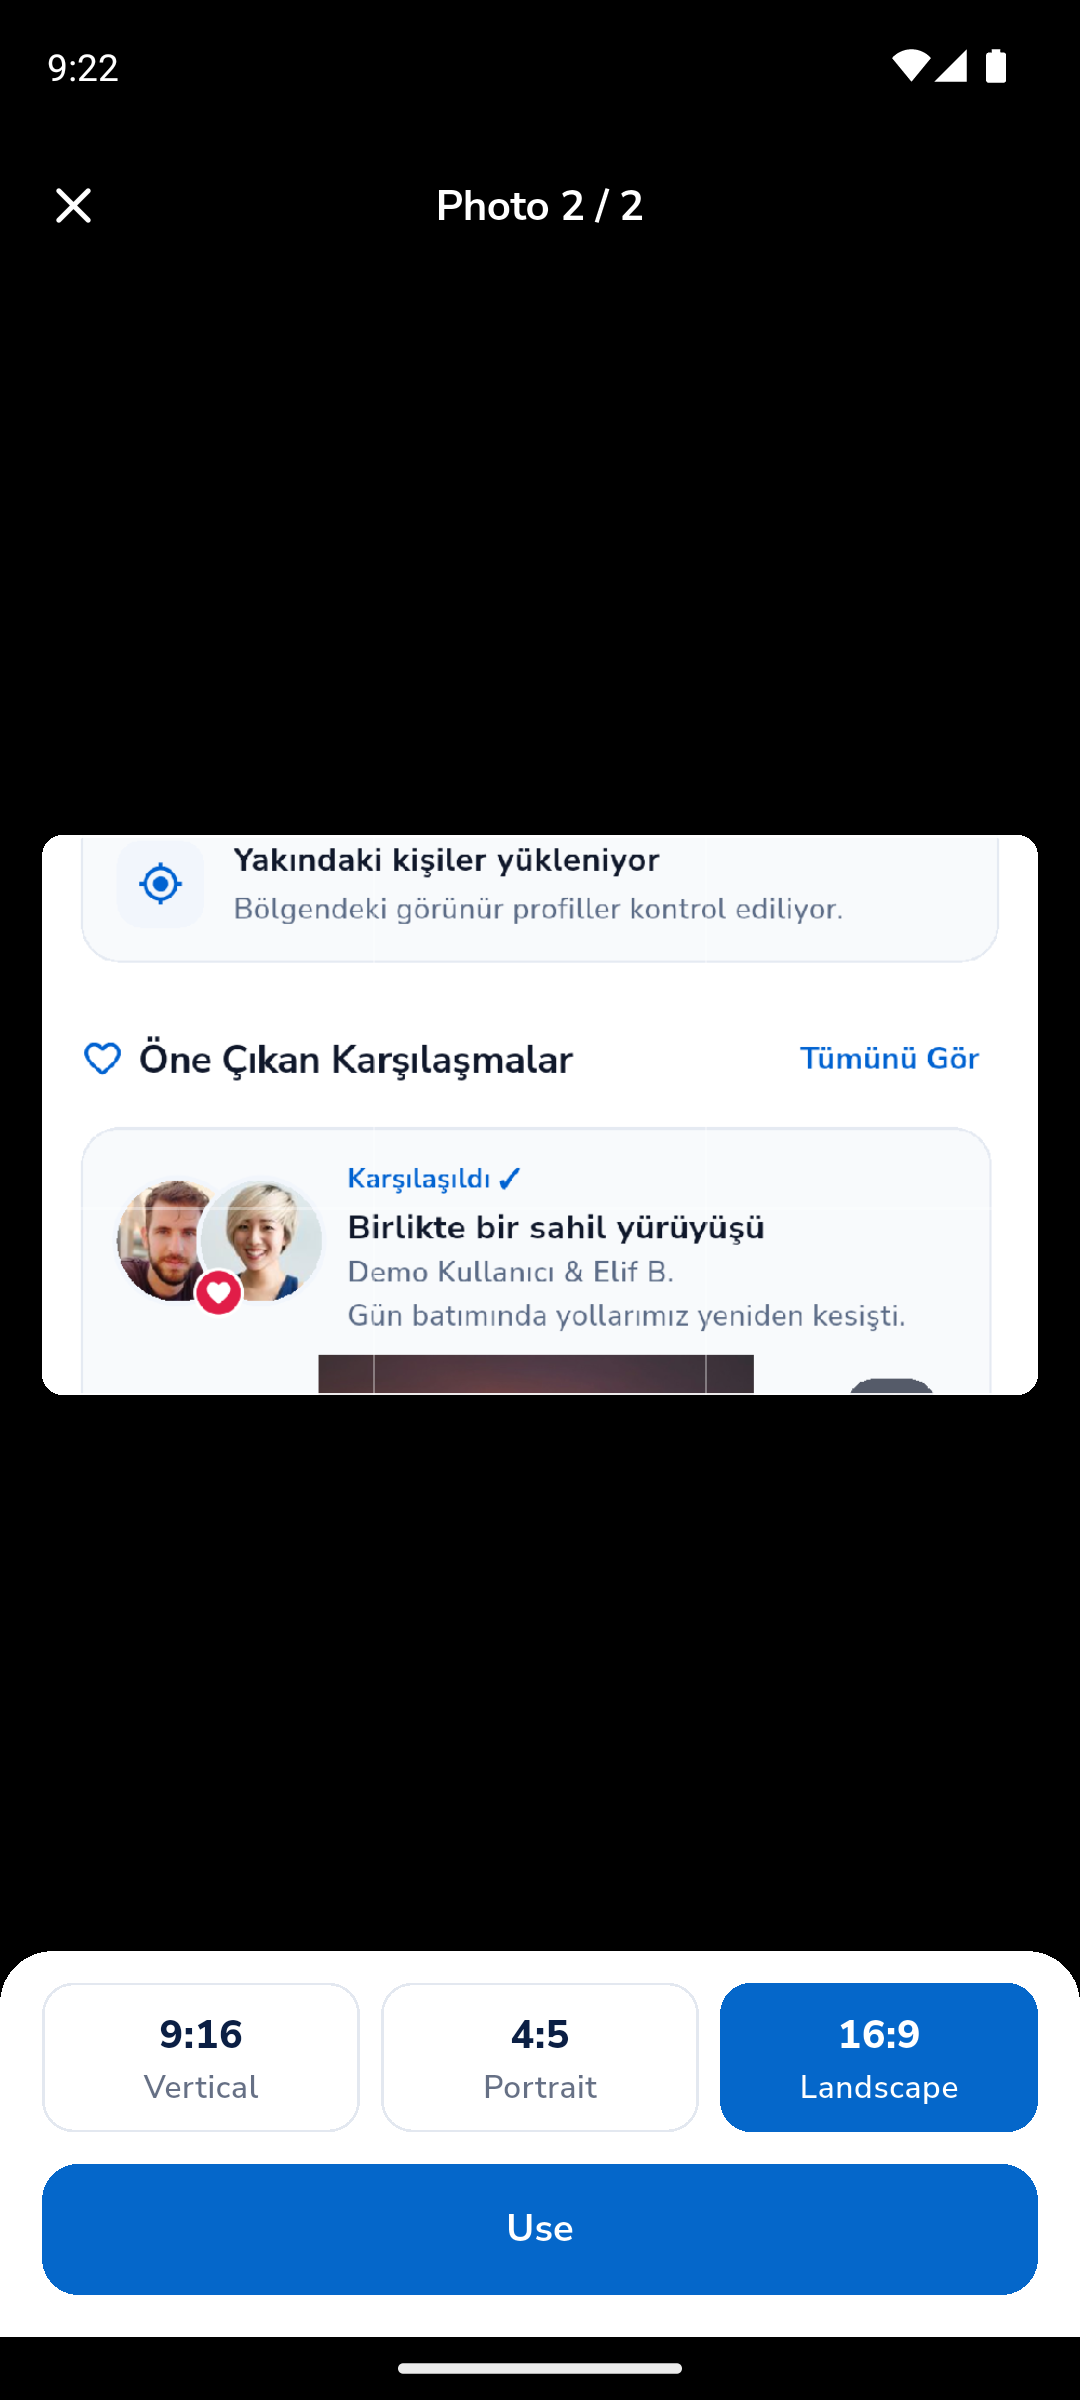 9:22
Photo 2 / 2
Yakındaki kişiler yükleniyor
Bölgendeki görünür profiller kontrol ediliyor.
Öne Çıkan Karşılaşmalar
Tümünü Gör
Karşılaşıldı ✓
Birlikte bir sahil yürüyüşü
Demo Kullanıcı & Elif B.
Gün batımında yollarımız yeniden kesişti.
9:16
Vertical
4:5
Portrait
16:9
Landscape
Use